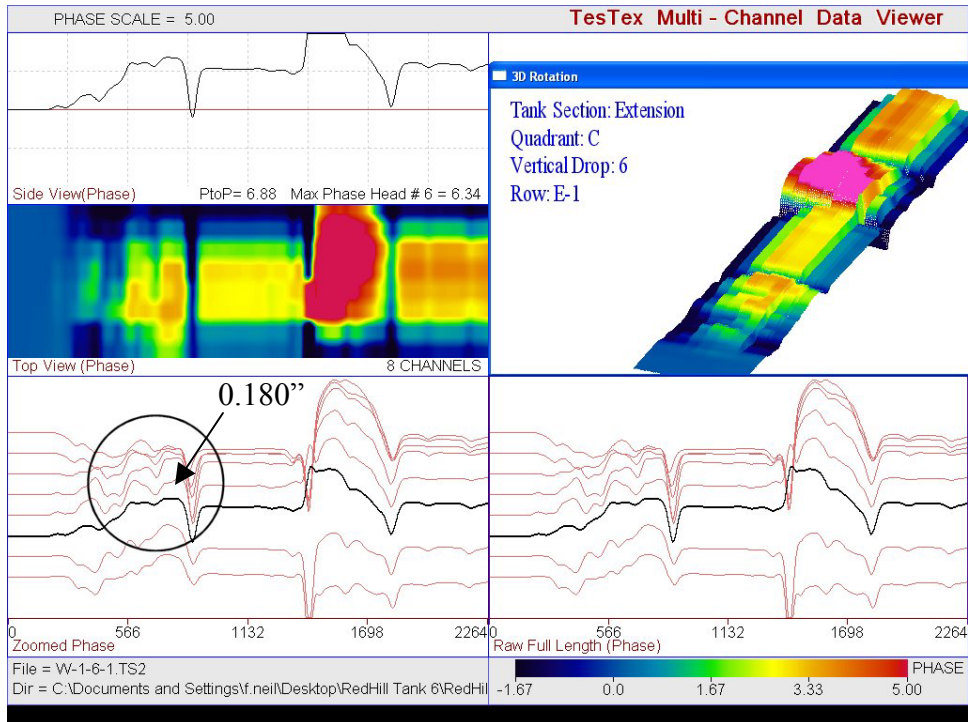 PHASE SCALE = 5.00
TesTex Multi - Channel Data Viewer
Side View(Phase)
PtoP= 6.88 Max Phase Head # 6 = 6.34
3D Rotation
Tank Section: Extension
Quadrant: C
Vertical Drop: 6
Row: E-1
Top View (Phase)
8 CHANNELS
0.180”
0 566 1132 1698 2264
Zoomed Phase
0 566 1132 1698 2264
Raw Full Length (Phase)
File = W-1-6-1.TS2
Dir = C:\Documents and Settings\f.neil\Desktop\RedHill Tank 6\RedHil
PHASE
-1.67 0.0 1.67 3.33 5.00